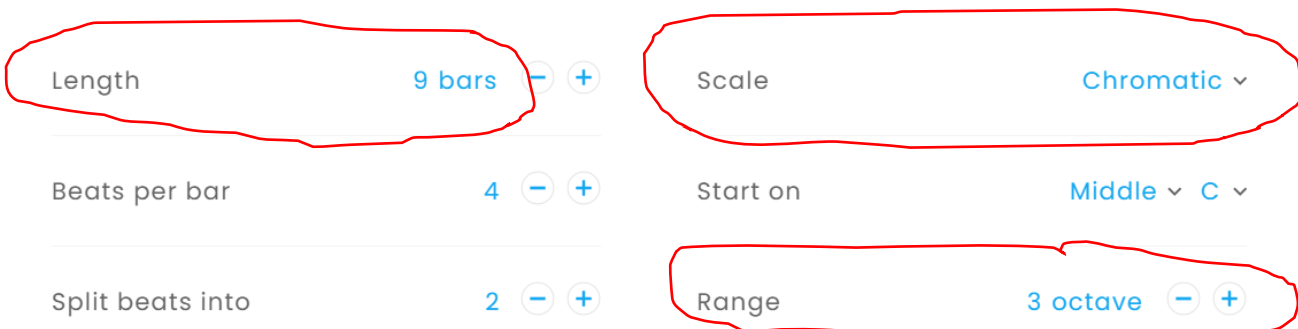 Length 9 bars
Scale Chromatic
Beats per bar 4
Start on Middle C
Split beats into 2
Range 3 octave